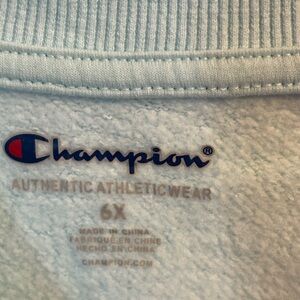 Champion®
AUTHENTIC ATHLETICWEAR
6X
MADE IN CHINA
FABRIQUÉ EN CHINE
HECHO EN CHINA
CHAMPION.COM